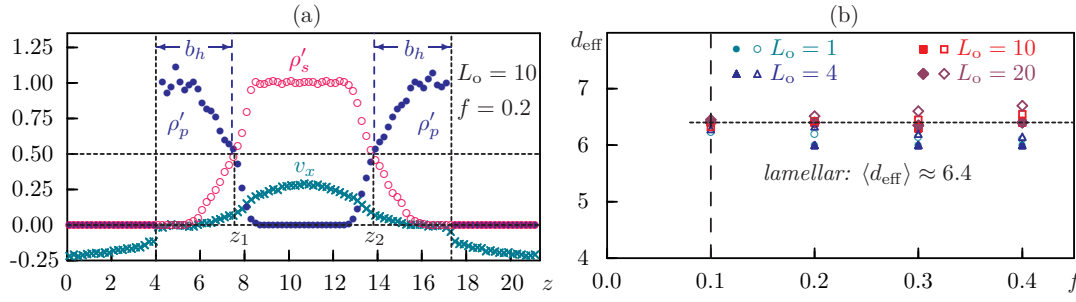 (a)
1.25
1.00
0.75
0.50
0.25
0.00
-0.25
b_h
b_h
ρ′_s
ρ′_p
ρ′_p
v_x
L_o = 10
f = 0.2
z_1
z_2
0 2 4 6 8 10 12 14 16 18 20 z
(b)
d_eff
8
7
6
5
4
L_o = 1
L_o = 10
L_o = 4
L_o = 20
lamellar: ⟨d_eff⟩ ≈ 6.4
0.0 0.1 0.2 0.3 0.4 f